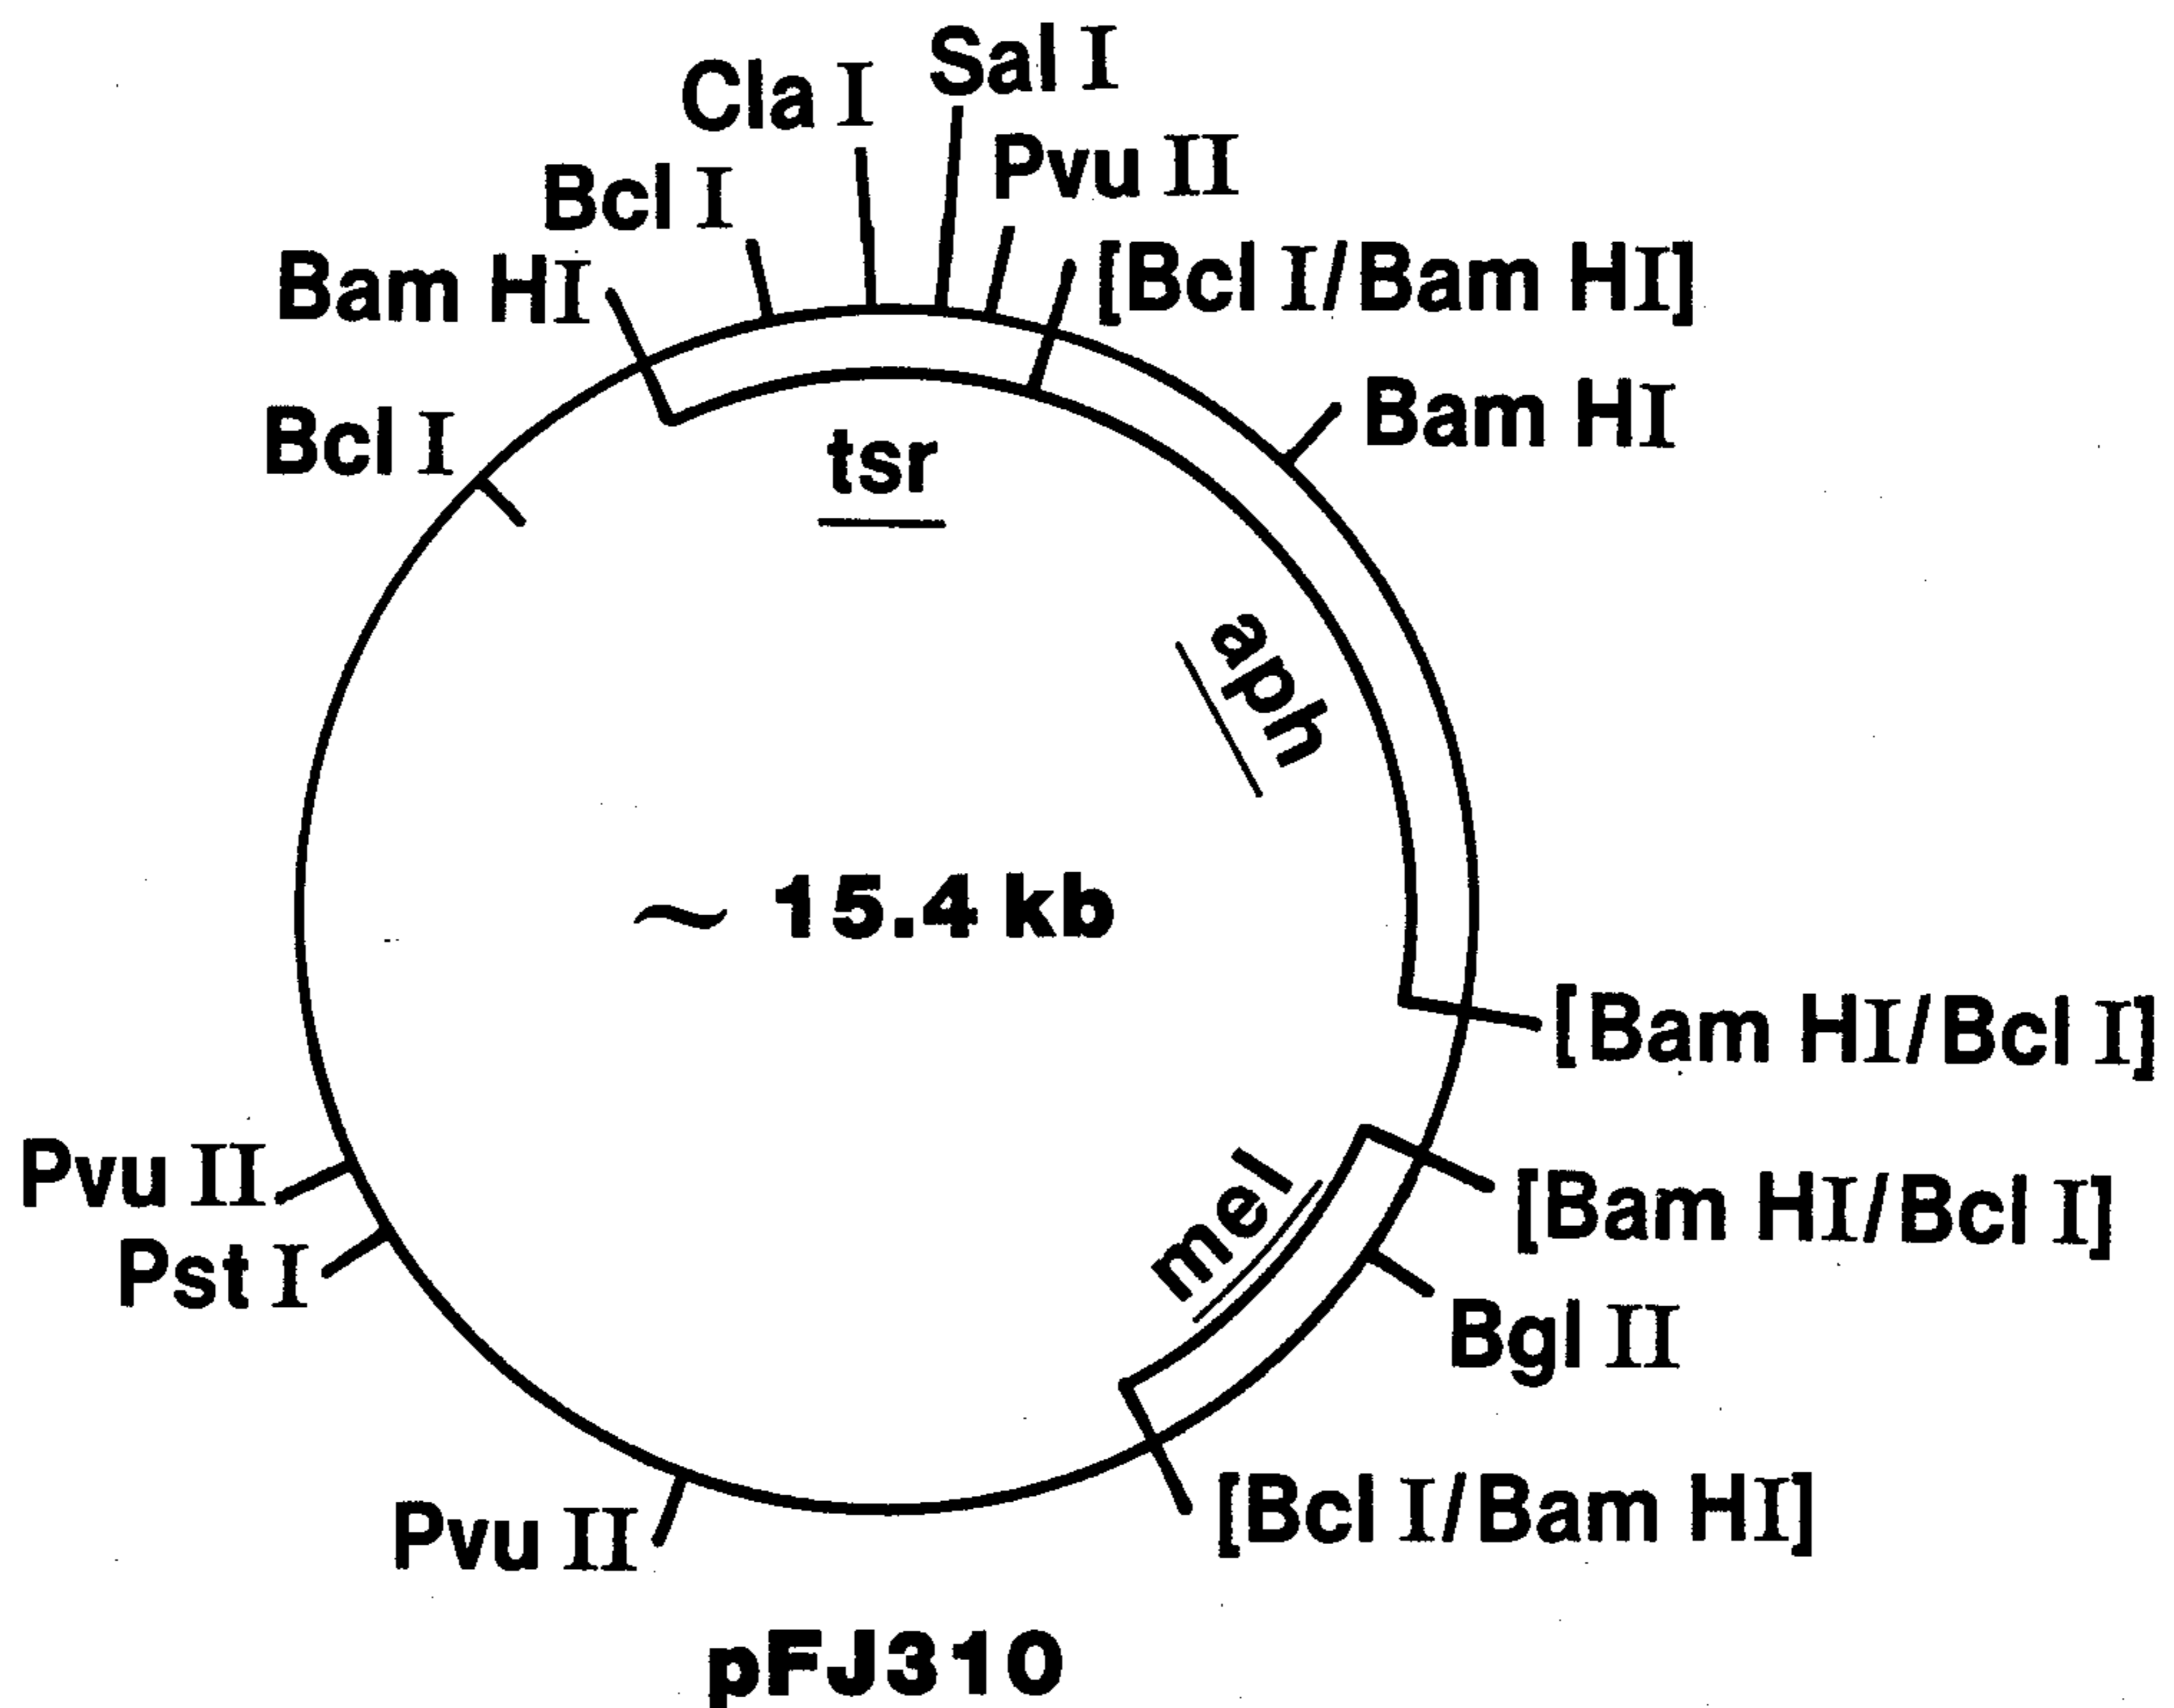 Sal I
Cla I
Pvu II
Bcl I
[Bcl I/Bam HI]
Bam HI
Bam HI
Bcl I
tsr
aph
~ 15.4 kb
[Bam HI/Bcl I]
Pvu II
mel
[Bam HI/Bcl I]
Pst I
Bgl II
[Bcl I/Bam HI]
Pvu II
pFJ310